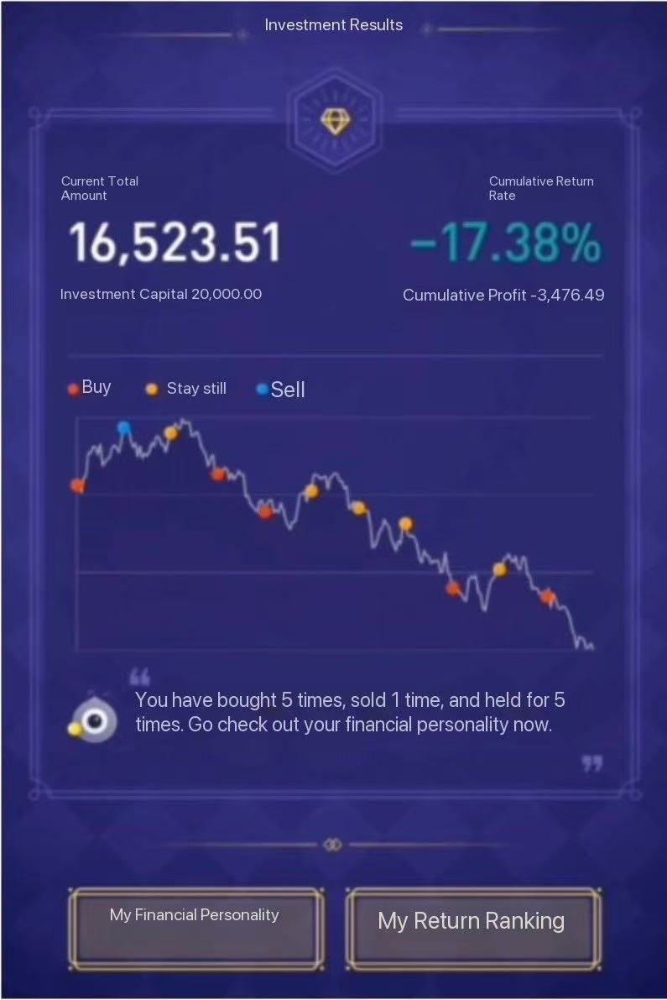 Investment Results
Current Total
Amount
Cumulative Return
Rate
16,523.51
-17.38%
Investment Capital 20,000.00
Cumulative Profit -3,476.49
Buy
Stay still
Sell
“
You have bought 5 times, sold 1 time, and held for 5
times. Go check out your financial personality now.
”
My Financial Personality
My Return Ranking